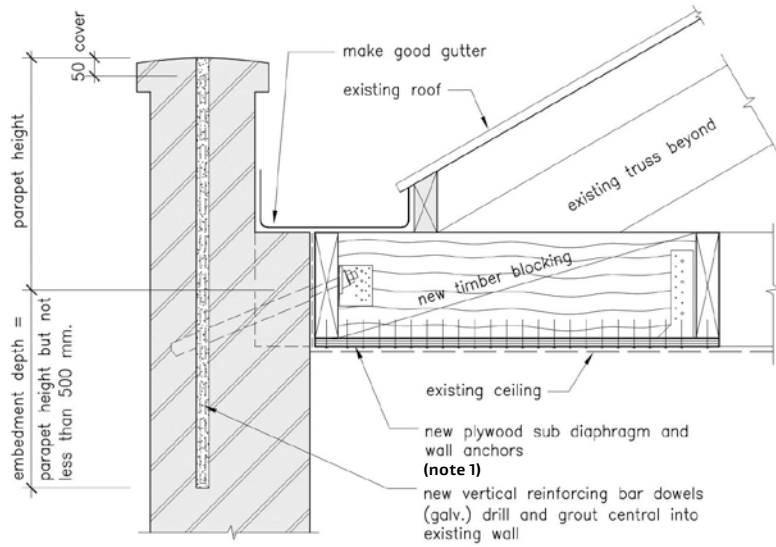 50 cover
parapet height
embedment depth =
parapet height but not
less than 500 mm.
make good gutter
existing roof
existing truss beyond
new timber blocking
existing ceiling
new plywood sub diaphragm and
wall anchors
(note 1)
new vertical reinforcing bar dowels
(galv.) drill and grout central into
existing wall